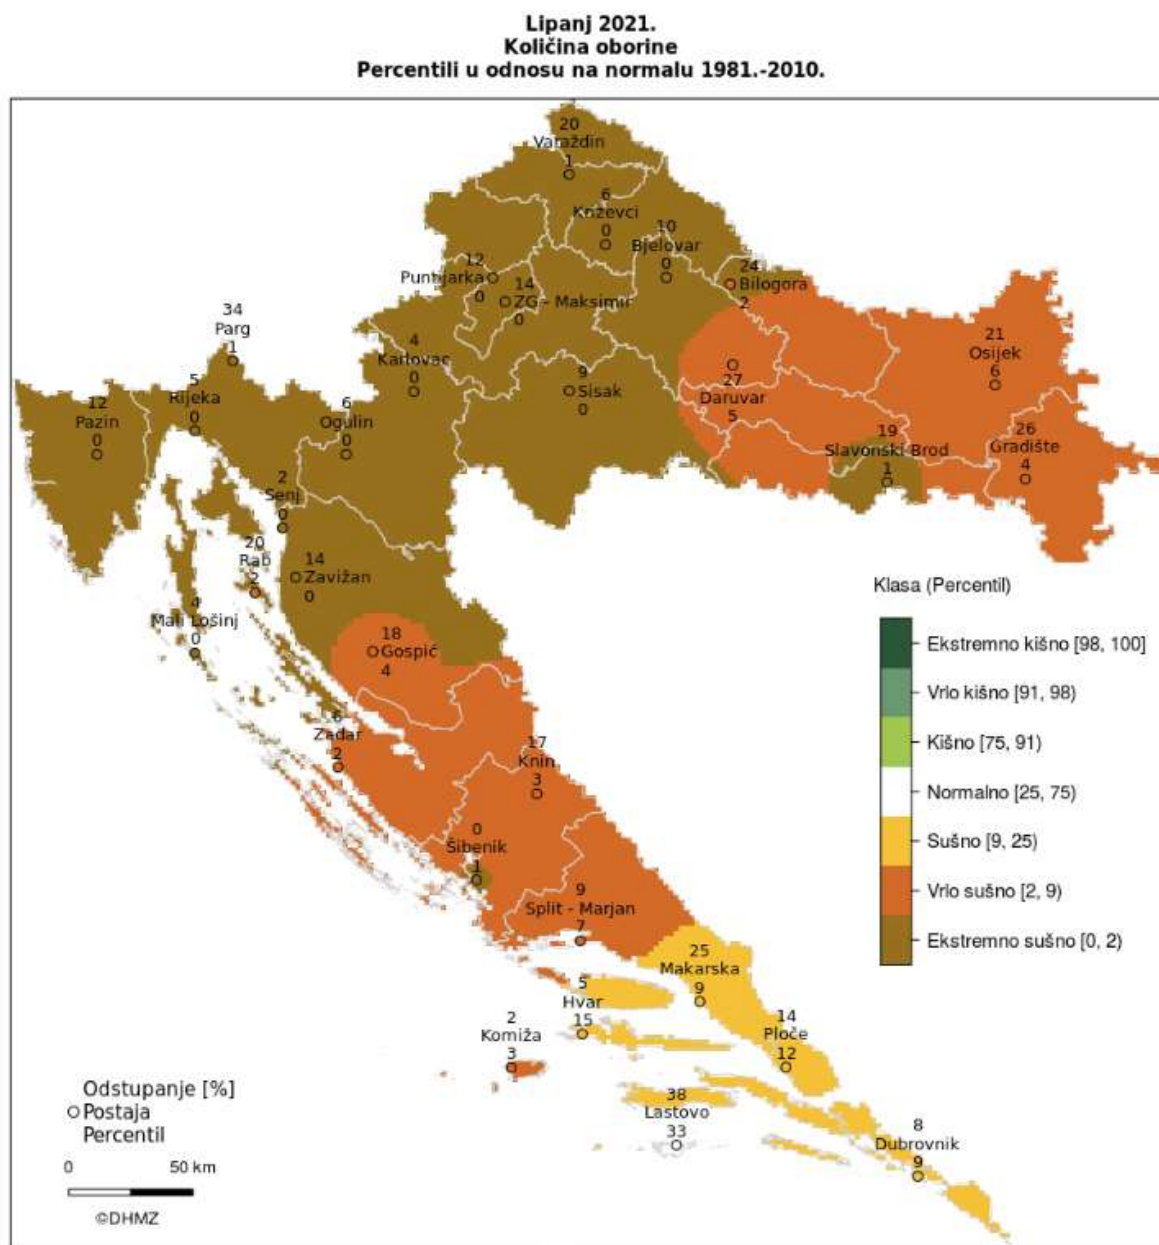 Lipanj 2021.
Količina oborine
Percentili u odnosu na normalu 1981.-2010.
20
Varaždin
1
6
Križevci
0
10
Bjelovar
0
12
Puntijarka
0
14
ZG - Maksimir
0
24
Bilogora
2
34
Parg
1
4
Karlovac
0
9
Sisak
0
27
Daruvar
5
21
Osijek
6
5
Rijeka
0
12
Pazin
0
6
Ogulin
0
19
Slavonski Brod
1
26
Gradište
4
2
Senj
0
20
Rab
2
14
Zavižan
0
4
Mali Lošinj
0
18
Gospić
4
6
Zadar
2
17
Knin
3
0
Šibenik
1
9
Split - Marjan
7
25
Makarska
9
5
Hvar
15
2
Komiža
3
14
Ploče
12
38
Lastovo
33
8
Dubrovnik
9
Klasa (Percentil)
Ekstremno kišno [98, 100]
Vrlo kišno [91, 98)
Kišno [75, 91)
Normalno [25, 75)
Sušno [9, 25)
Vrlo sušno [2, 9)
Ekstremno sušno [0, 2)
Odstupanje [%]
Postaja
Percentil
0 50 km
©DHMZ